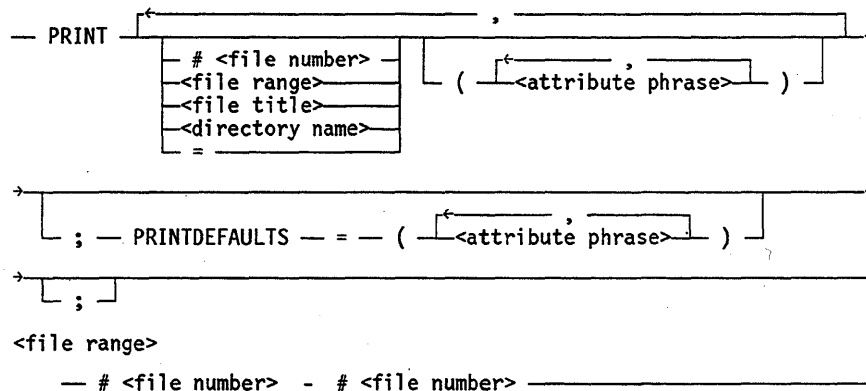 ,
PRINT
# <file number>
,
<file range>
( <attribute phrase> )
<file title>
<directory name>
=
,
; PRINTDEFAULTS = ( <attribute phrase> )
;
<file range>
# <file number> - # <file number>